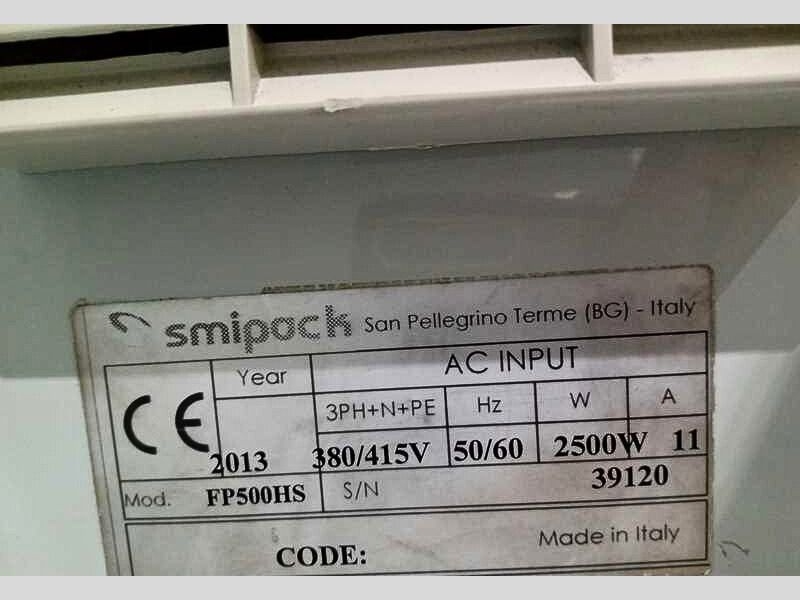 smipack San Pellegrino Terme (BG) - Italy
CE Year AC INPUT
3PH+N+PE Hz W A
2013 380/415V 50/60 2500W 11
Mod. FP500HS S/N 39120
CODE: Made in Italy